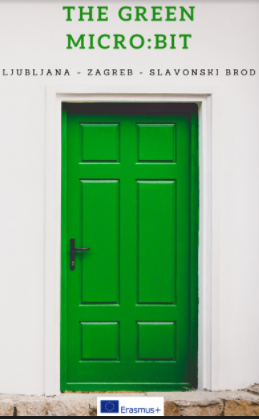 THE GREEN
MICRO:BIT
LJUBLJANA - ZAGREB - SLAVONSKI BROD
Erasmus+